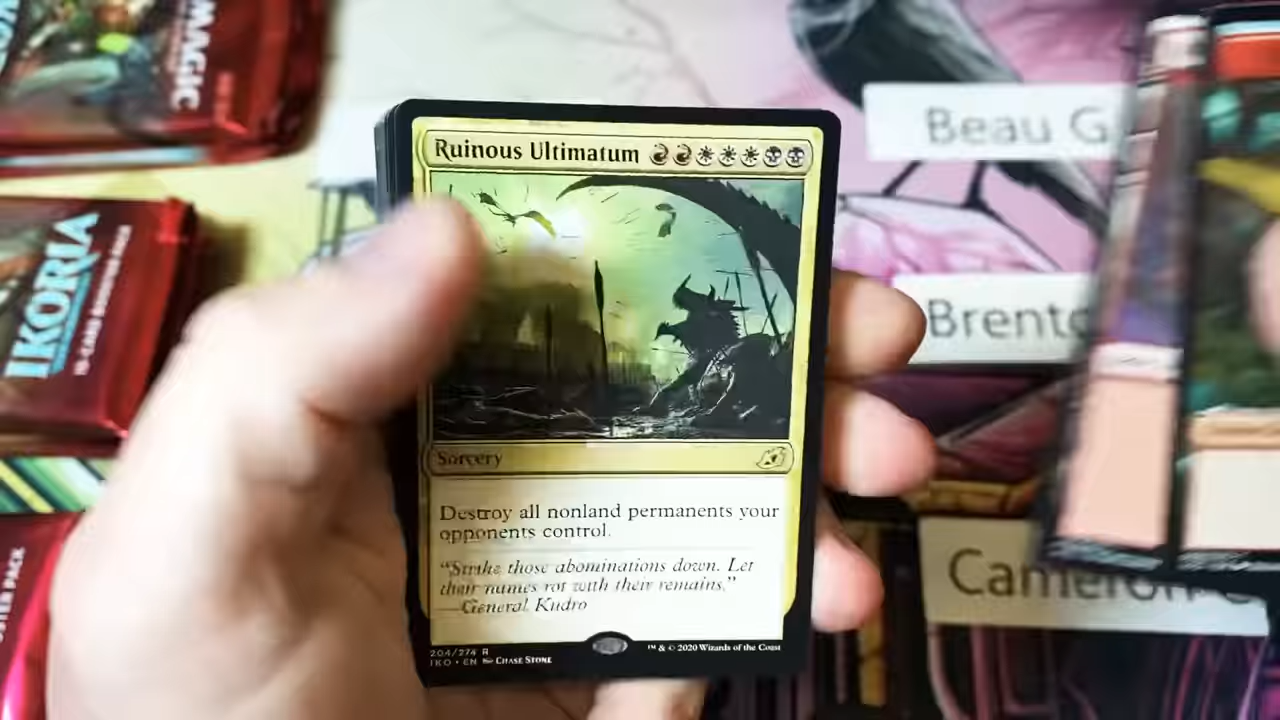 MAGIC
Beau G
IKORIA
15-CARD BOOSTER PACK
Brent
Cameron
Ruinous Ultimatum
Sorcery
Destroy all nonland permanents your
opponents control.
"Strike those abominations down. Let
their names rot with their remains."
—General Kudro
204/274 R
IKO • EN Chase Stone
™ & © 2020 Wizards of the Coast